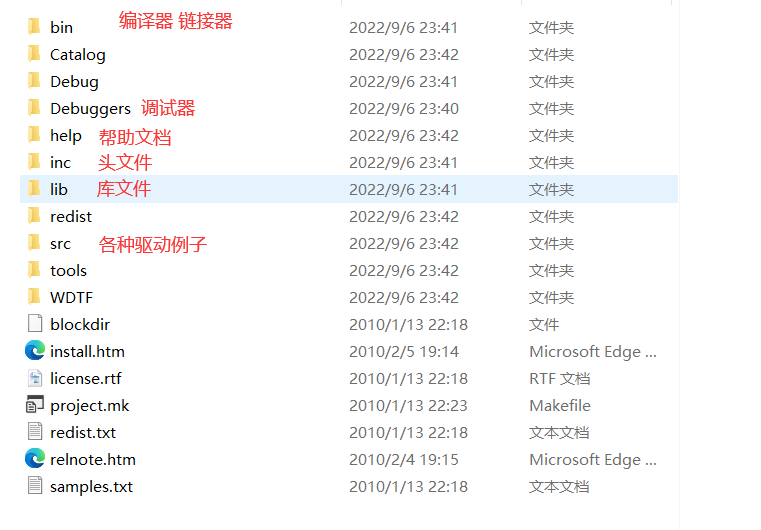 bin 编译器 链接器 2022/9/6 23:41 文件夹
Catalog 2022/9/6 23:42 文件夹
Debug 2022/9/6 23:41 文件夹
Debuggers 调试器 2022/9/6 23:40 文件夹
help 帮助文档 2022/9/6 23:42 文件夹
inc 头文件 2022/9/6 23:41 文件夹
lib 库文件 2022/9/6 23:41 文件夹
redist 2022/9/6 23:42 文件夹
src 各种驱动例子 2022/9/6 23:42 文件夹
tools 2022/9/6 23:42 文件夹
WDTF 2022/9/6 23:42 文件夹
blockdir 2010/1/13 22:18 文件
install.htm 2010/2/5 19:14 Microsoft Edge ...
license.rtf 2010/1/13 22:18 RTF 文档
project.mk 2010/1/13 22:23 Makefile
redist.txt 2010/1/13 22:18 文本文档
relnote.htm 2010/2/4 19:15 Microsoft Edge ...
samples.txt 2010/1/13 22:18 文本文档